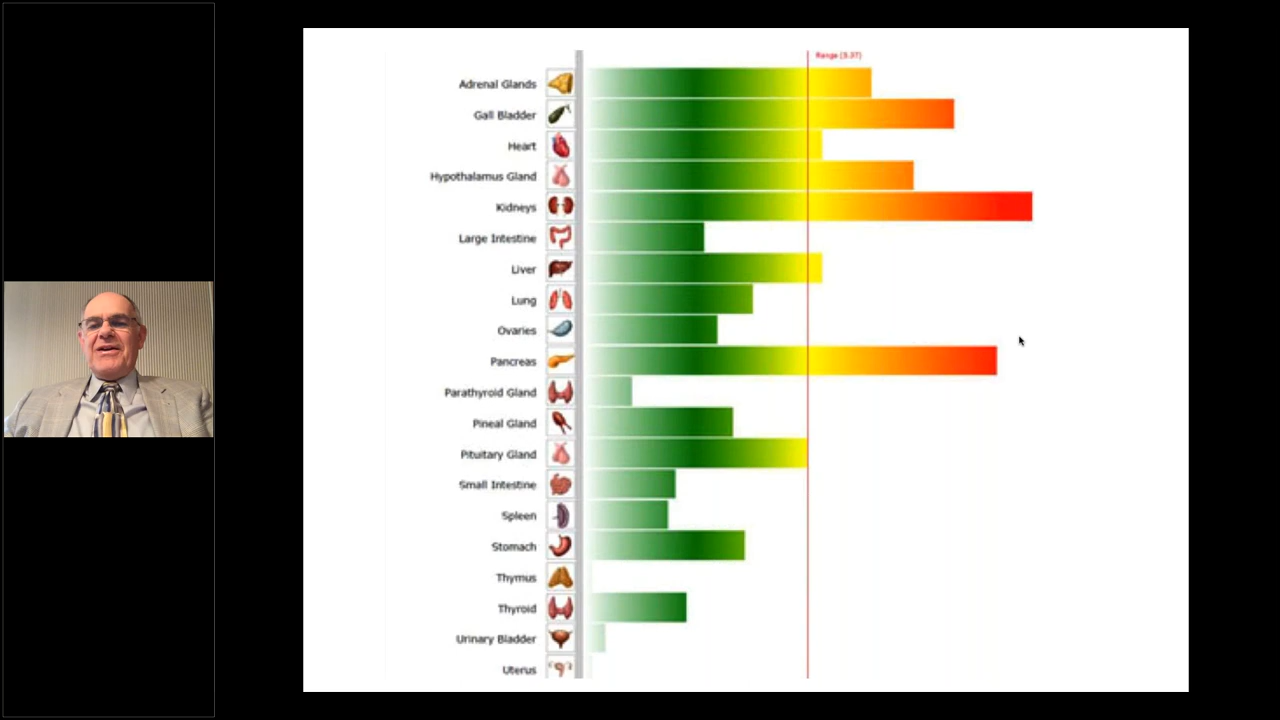 Range (5.37)
Adrenal Glands
Gall Bladder
Heart
Hypothalamus Gland
Kidneys
Large Intestine
Liver
Lung
Ovaries
Pancreas
Parathyroid Gland
Pineal Gland
Pituitary Gland
Small Intestine
Spleen
Stomach
Thymus
Thyroid
Urinary Bladder
Uterus